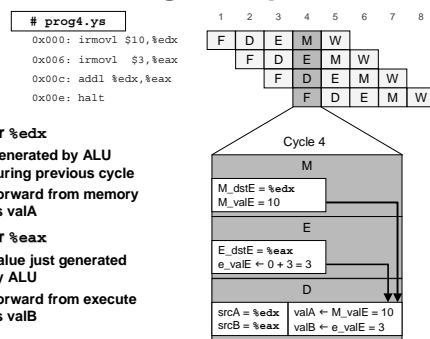 # prog4.ys
0x000: irmovl $10,%edx
0x006: irmovl $3,%eax
0x00c: addl %edx,%eax
0x00e: halt
1 2 3 4 5 6 7 8
F D E M W
F D E M W
F D E M W
F D E M W
r %edx
enerated by ALU
uring previous cycle
orward from memory
s valA
r %eax
alue just generated
y ALU
orward from execute
s valB
Cycle 4
M
M_dstE = %edx
M_valE = 10
E
E_dstE = %eax
e_valE ← 0 + 3 = 3
D
srcA = %edx valA ← M_valE = 10
srcB = %eax valB ← e_valE = 3